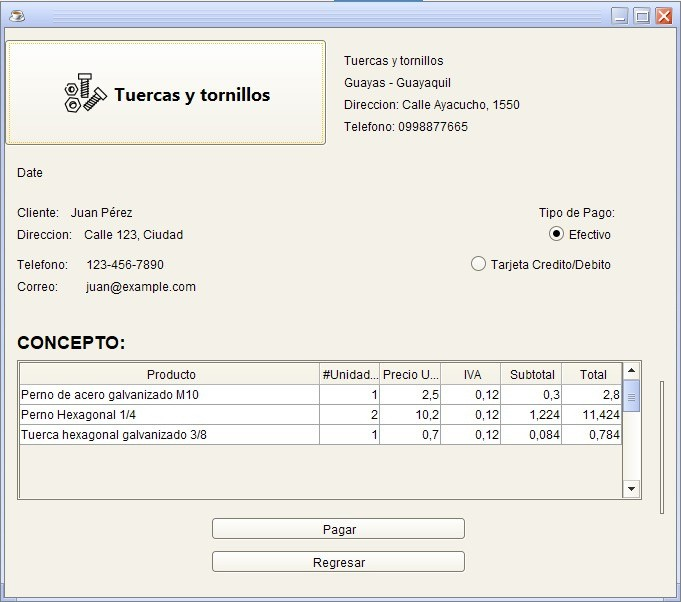 Tuercas y tornillos
Tuercas y tornillos
Guayas - Guayaquil
Direccion: Calle Ayacucho, 1550
Telefono: 0998877665
Date
Cliente: Juan Pérez
Tipo de Pago:
Direccion: Calle 123, Ciudad
Efectivo
Telefono: 123-456-7890
Tarjeta Credito/Debito
Correo: juan@example.com
CONCEPTO:
Producto #Unidad... Precio U... IVA Subtotal Total
Perno de acero galvanizado M10 1 2,5 0,12 0,3 2,8
Perno Hexagonal 1/4 2 10,2 0,12 1,224 11,424
Tuerca hexagonal galvanizado 3/8 1 0,7 0,12 0,084 0,784
Pagar
Regresar